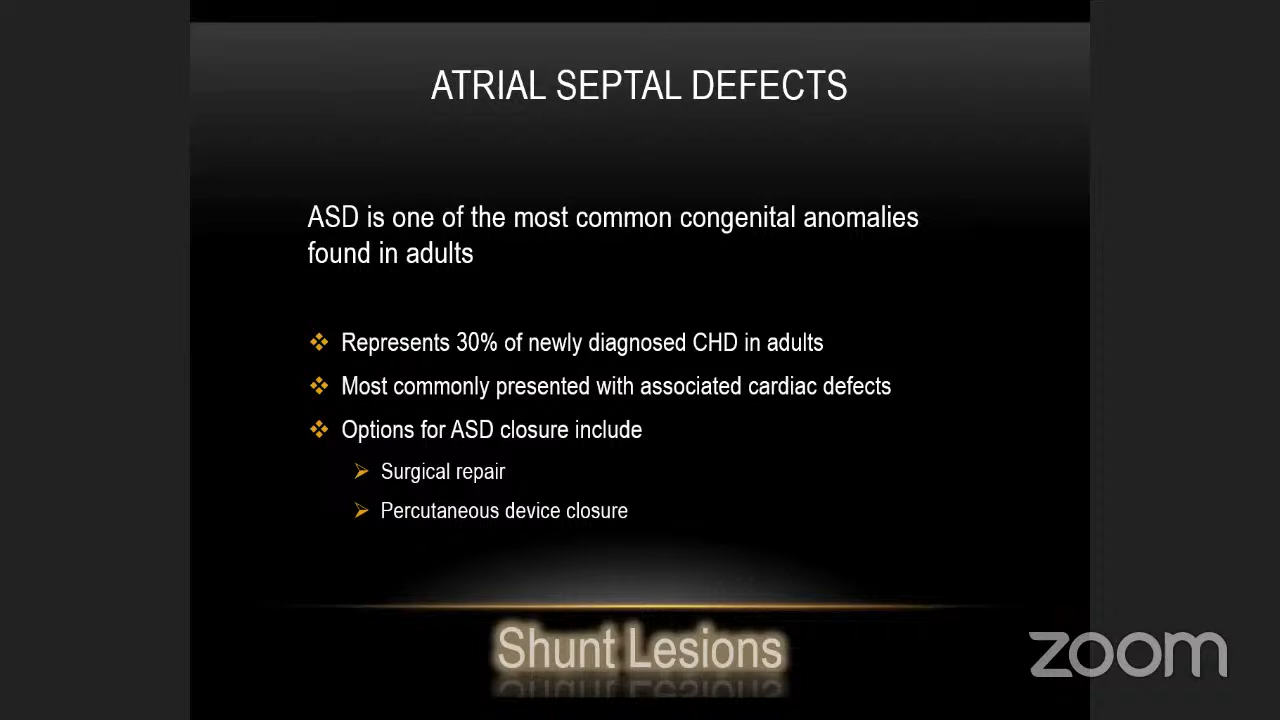 ATRIAL SEPTAL DEFECTS
ASD is one of the most common congenital anomalies
found in adults
Represents 30% of newly diagnosed CHD in adults
Most commonly presented with associated cardiac defects
Options for ASD closure include
Surgical repair
Percutaneous device closure
Shunt Lesions
zoom